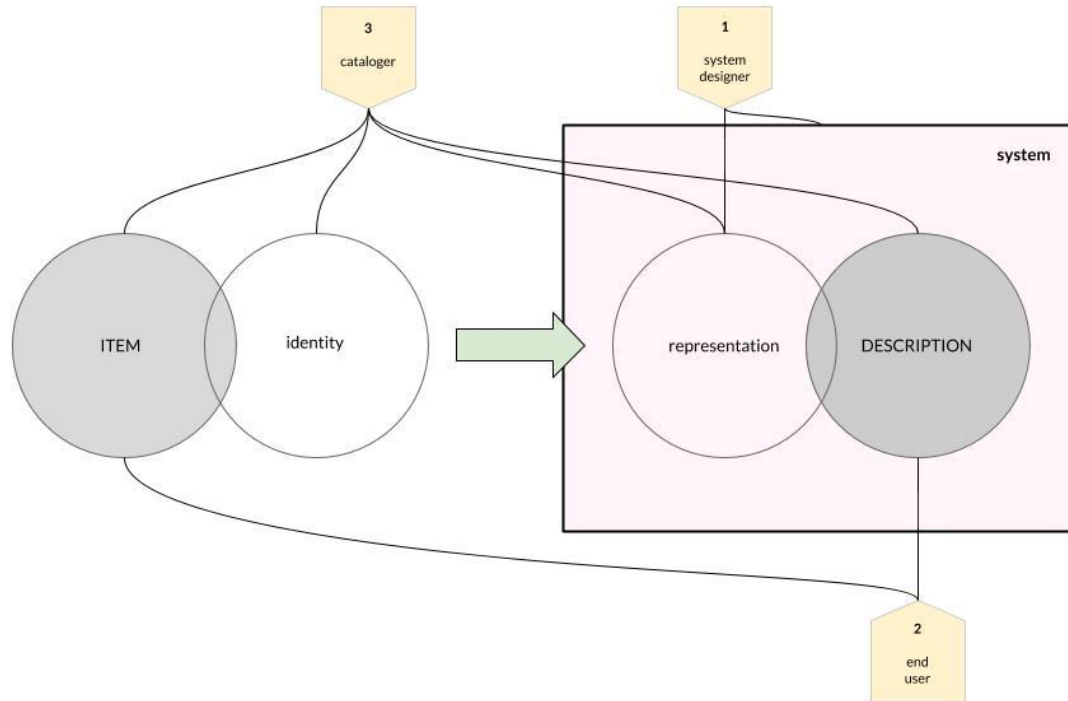 3
cataloger
1
system
designer
system
ITEM
identity
representation
DESCRIPTION
2
end
user